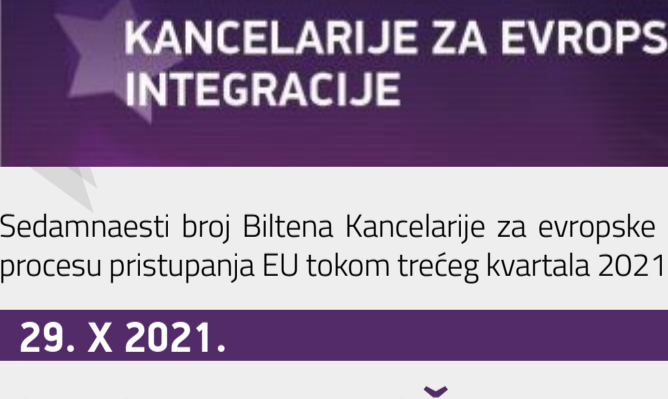 KANCELARIJE ZA EVROPS
INTEGRACIJE
Sedamnaesti broj Biltena Kancelarije za evropske
procesu pristupanja EU tokom trećeg kvartala 2021
29. X 2021.